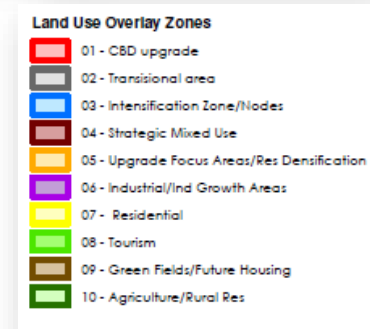 Land Use Overlay Zones
01 - CBD upgrade
02 - Transisional area
03 - Intensification Zone/Nodes
04 - Strategic Mixed Use
05 - Upgrade Focus Areas/Res Densification
06 - Industrial/Ind Growth Areas
07 - Residential
08 - Tourism
09 - Green Fields/Future Housing
10 - Agriculture/Rural Res